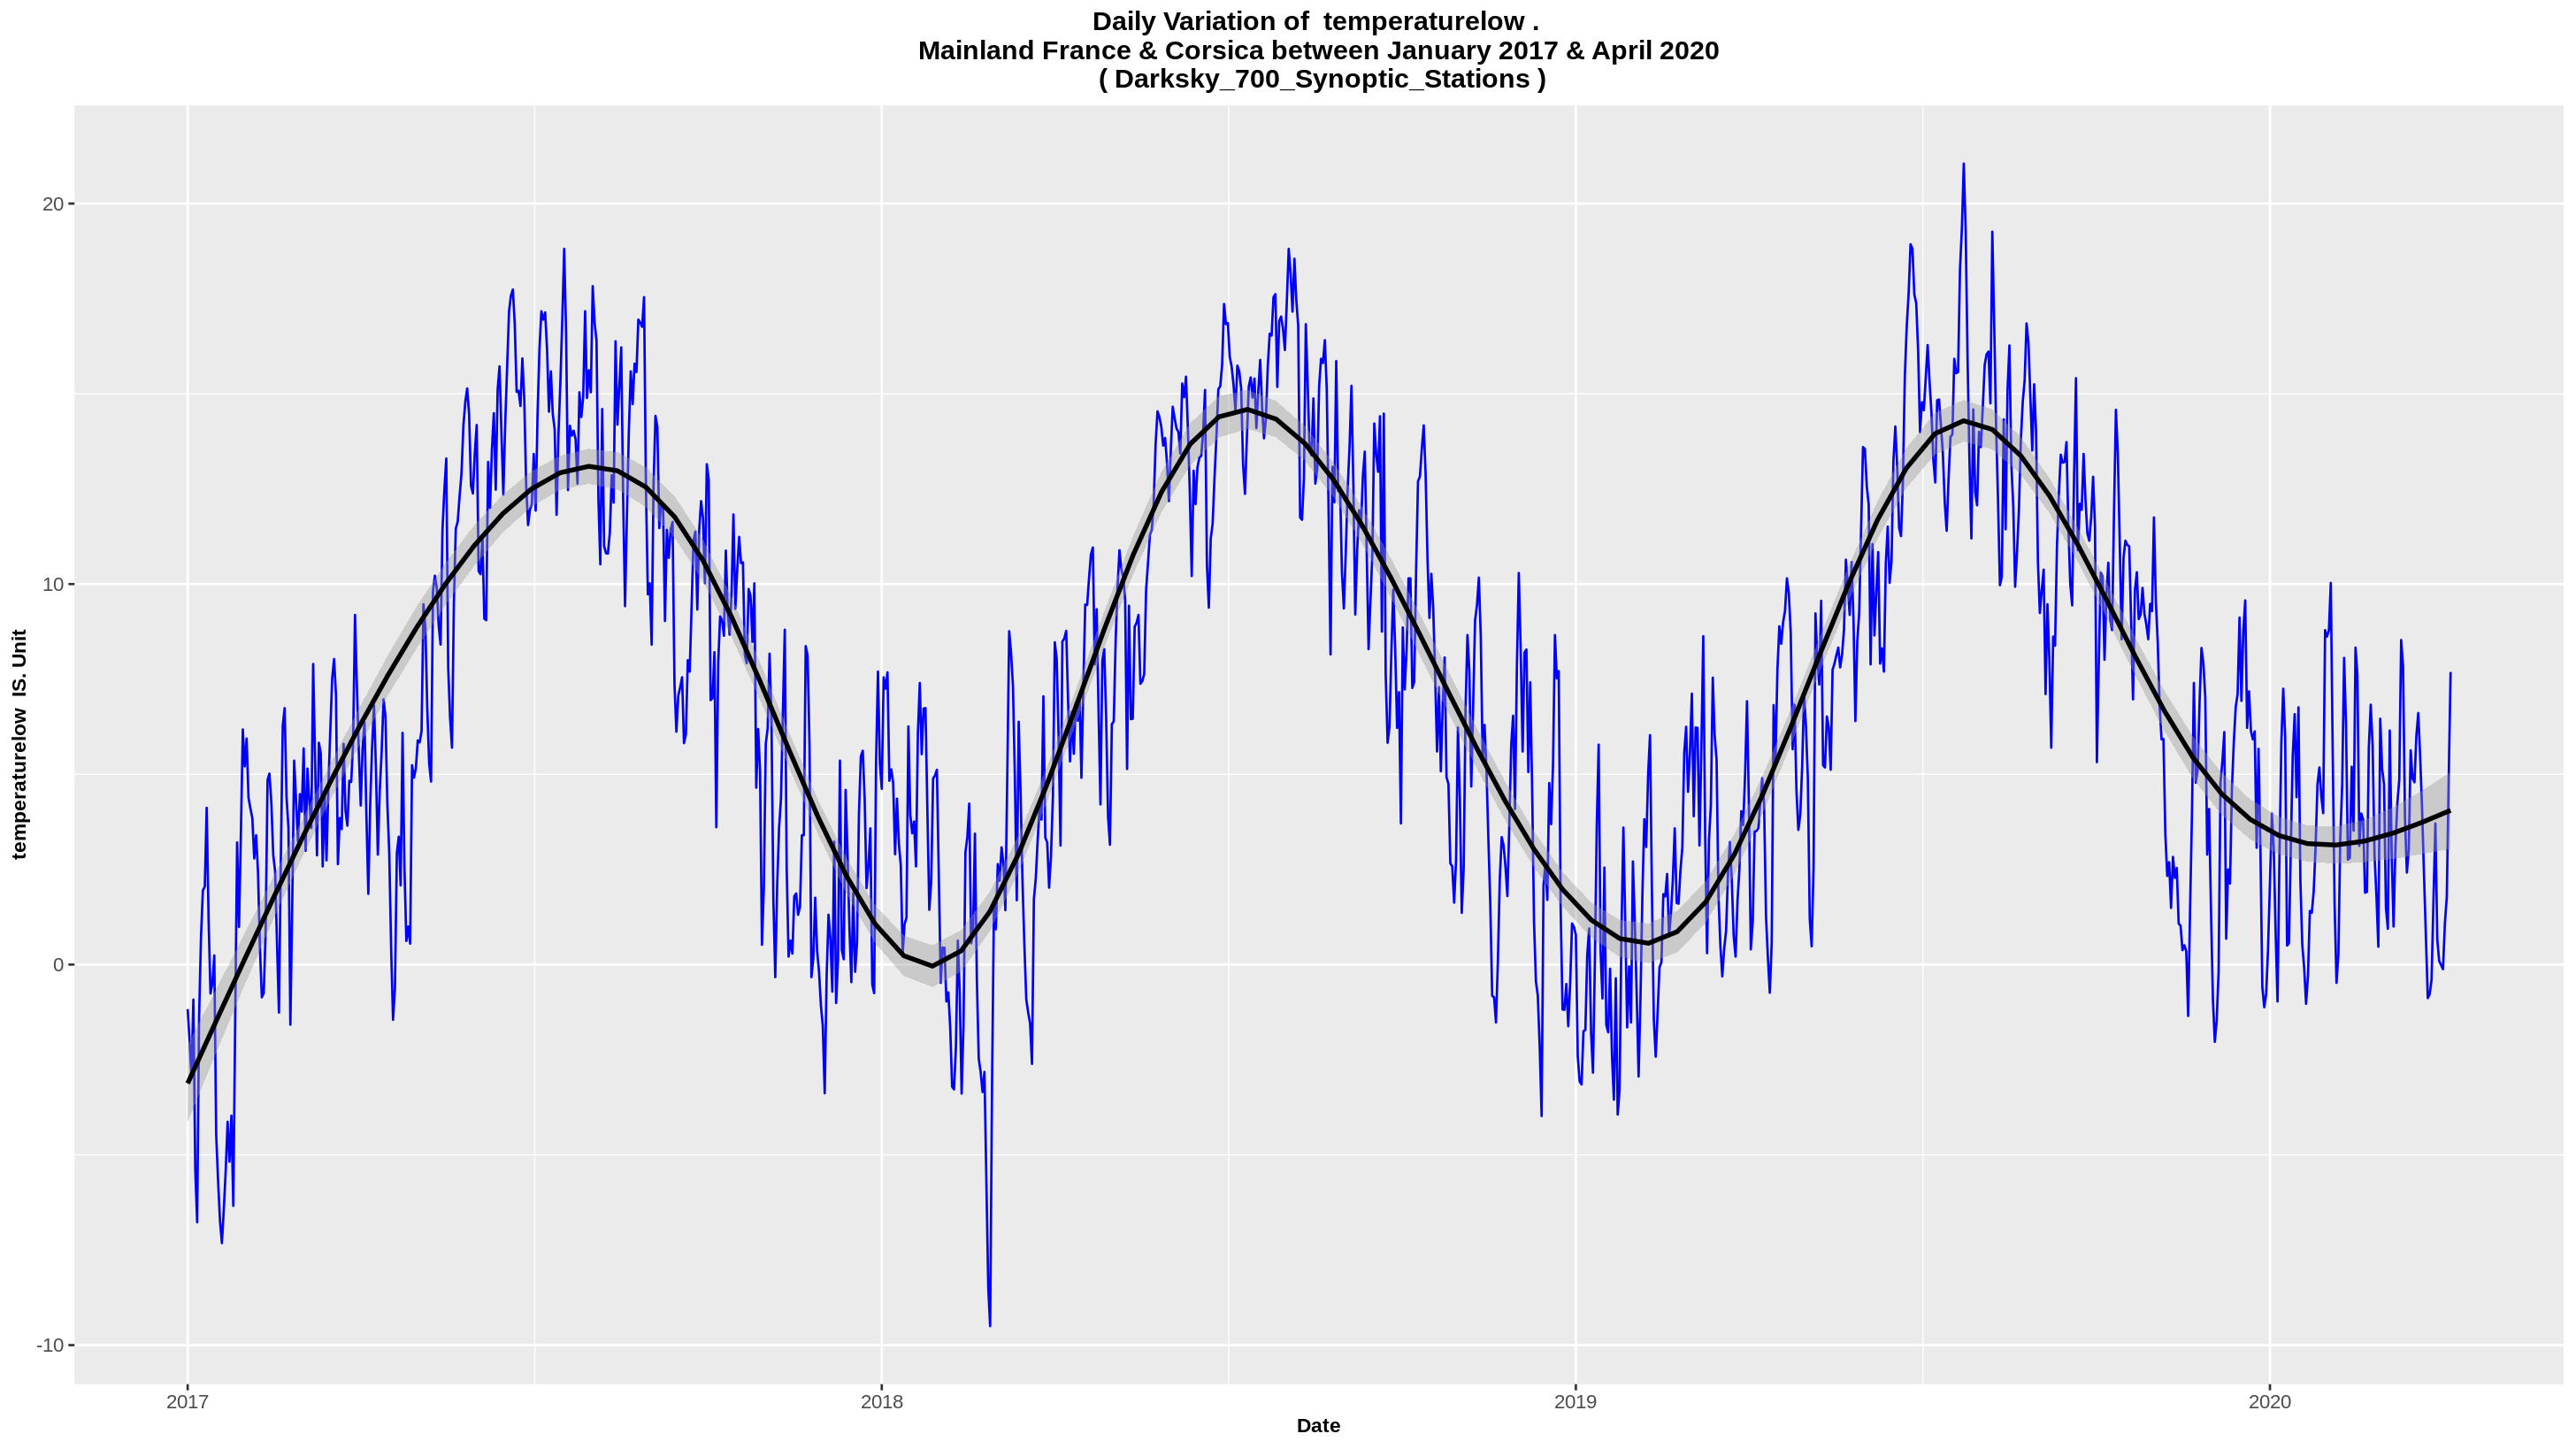 Daily Variation of  temperaturelow .
Mainland France & Corsica between January 2017 & April 2020
( Darksky_700_Synoptic_Stations )
temperaturelow  IS. Unit
20
10
0
-10
2017 2018 2019 2020
Date